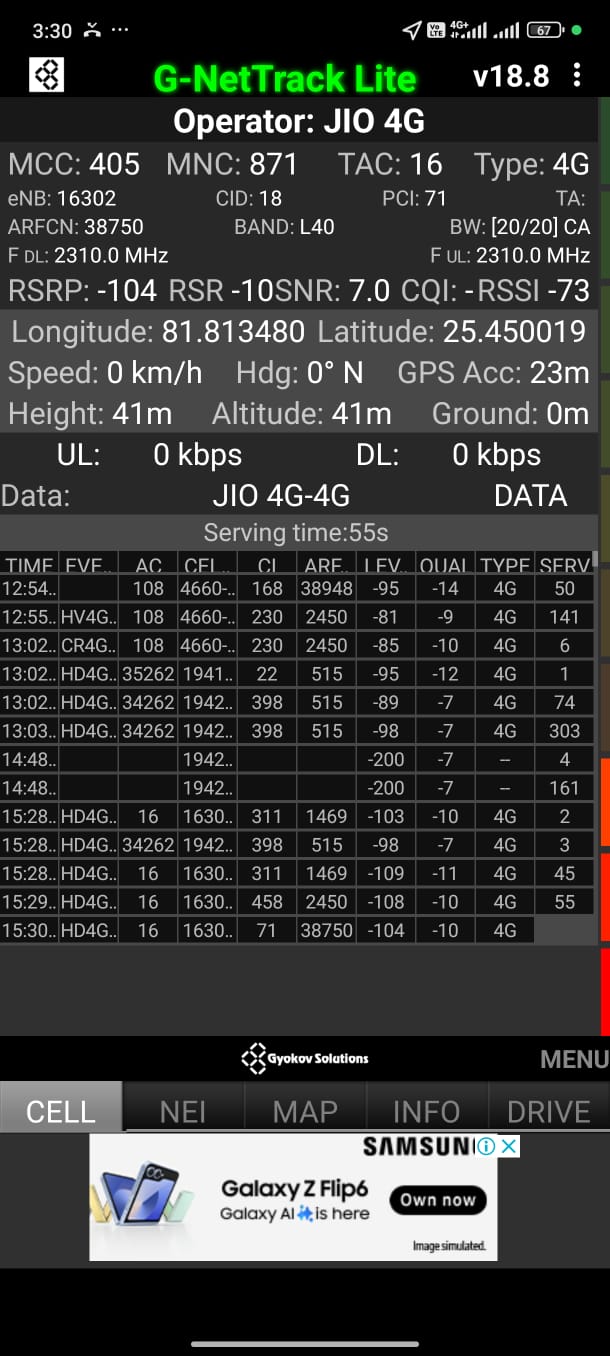 3:30 ... Vo LTE 4G+ 67
G-NetTrack Lite v18.8
Operator: JIO 4G
MCC: 405 MNC: 871 TAC: 16 Type: 4G
eNB: 16302 CID: 18 PCI: 71 TA:
ARFCN: 38750 BAND: L40 BW: [20/20] CA
F DL: 2310.0 MHz F UL: 2310.0 MHz
RSRP: -104 RSR -10SNR: 7.0 CQI: - RSSI -73
Longitude: 81.813480 Latitude: 25.450019
Speed: 0 km/h Hdg: 0° N GPS Acc: 23m
Height: 41m Altitude: 41m Ground: 0m
UL: 0 kbps DL: 0 kbps
Data: JIO 4G-4G DATA
Serving time:55s
TIME EVE.. AC CEL.. CI ARF.. LEV.. QUAL TYPE SERV
12:54.. 108 4660-.. 168 38948 -95 -14 4G 50
12:55.. HV4G.. 108 4660-.. 230 2450 -81 -9 4G 141
13:02.. CR4G.. 108 4660-.. 230 2450 -85 -10 4G 6
13:02.. HD4G.. 35262 1941.. 22 515 -95 -12 4G 1
13:02.. HD4G.. 34262 1942.. 398 515 -89 -7 4G 74
13:03.. HD4G.. 34262 1942.. 398 515 -98 -7 4G 303
14:48.. 1942.. -200 -7 -- 4
14:48.. 1942.. -200 -7 -- 161
15:28.. HD4G.. 16 1630.. 311 1469 -103 -10 4G 2
15:28.. HD4G.. 34262 1942.. 398 515 -98 -7 4G 3
15:28.. HD4G.. 16 1630.. 311 1469 -109 -11 4G 45
15:29.. HD4G.. 16 1630.. 458 2450 -108 -10 4G 55
15:30.. HD4G.. 16 1630.. 71 38750 -104 -10 4G
Gyokov Solutions MENU
CELL NEI MAP INFO DRIVE
SAMSUN
Galaxy Z Flip6
Galaxy AI is here
Own now
Image simulated.